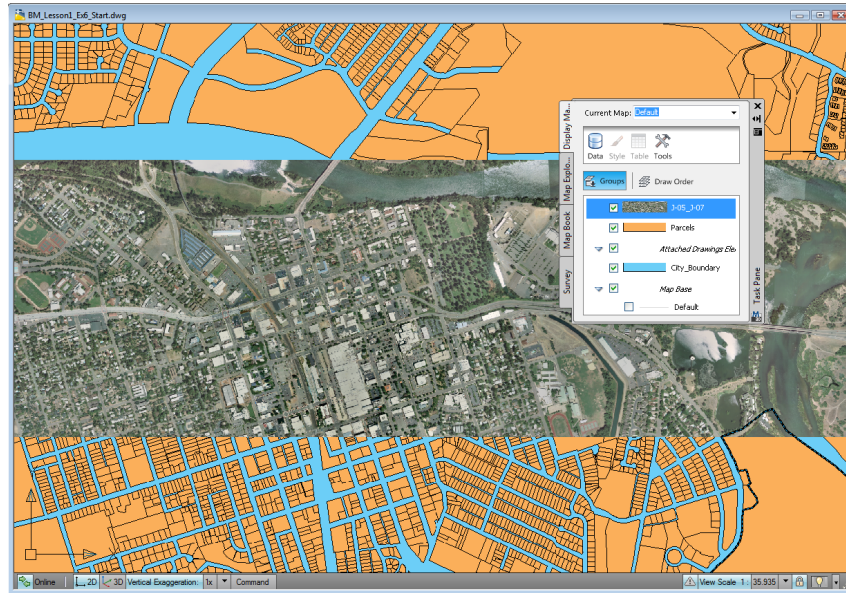 BM_Lesson1_Ex6_Start.dwg
Current Map: Default
Data Style Table Tools
Groups Draw Order
J-05_J-07
Parcels
Attached Drawings Ele
City_Boundary
Map Base
Default
Display Ma...
Map Explo...
Map Book
Survey
Task Pane
Online 2D 3D Vertical Exaggeration: 1x Command
View Scale 1 : 35.935